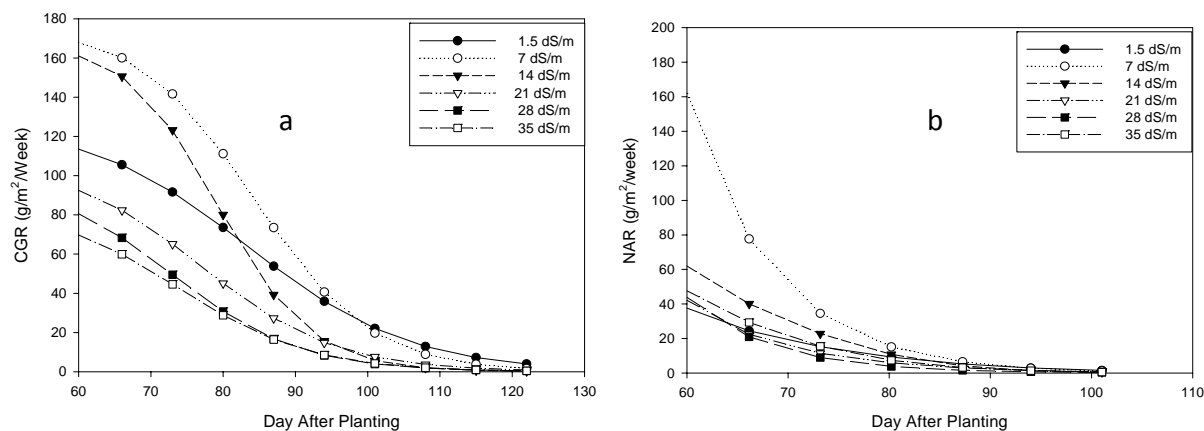 CGR (g/m²/Week)
180
160
140
120
100
80
60
40
20
0
1.5 dS/m
7 dS/m
14 dS/m
21 dS/m
28 dS/m
35 dS/m
a
60 70 80 90 100 110 120 130
Day After Planting
NAR (g/m²/week)
200
180
160
140
120
100
80
60
40
20
0
1.5 dS/m
7 dS/m
14 dS/m
21 dS/m
28 dS/m
35 dS/m
b
60 70 80 90 100 110
Day After Planting